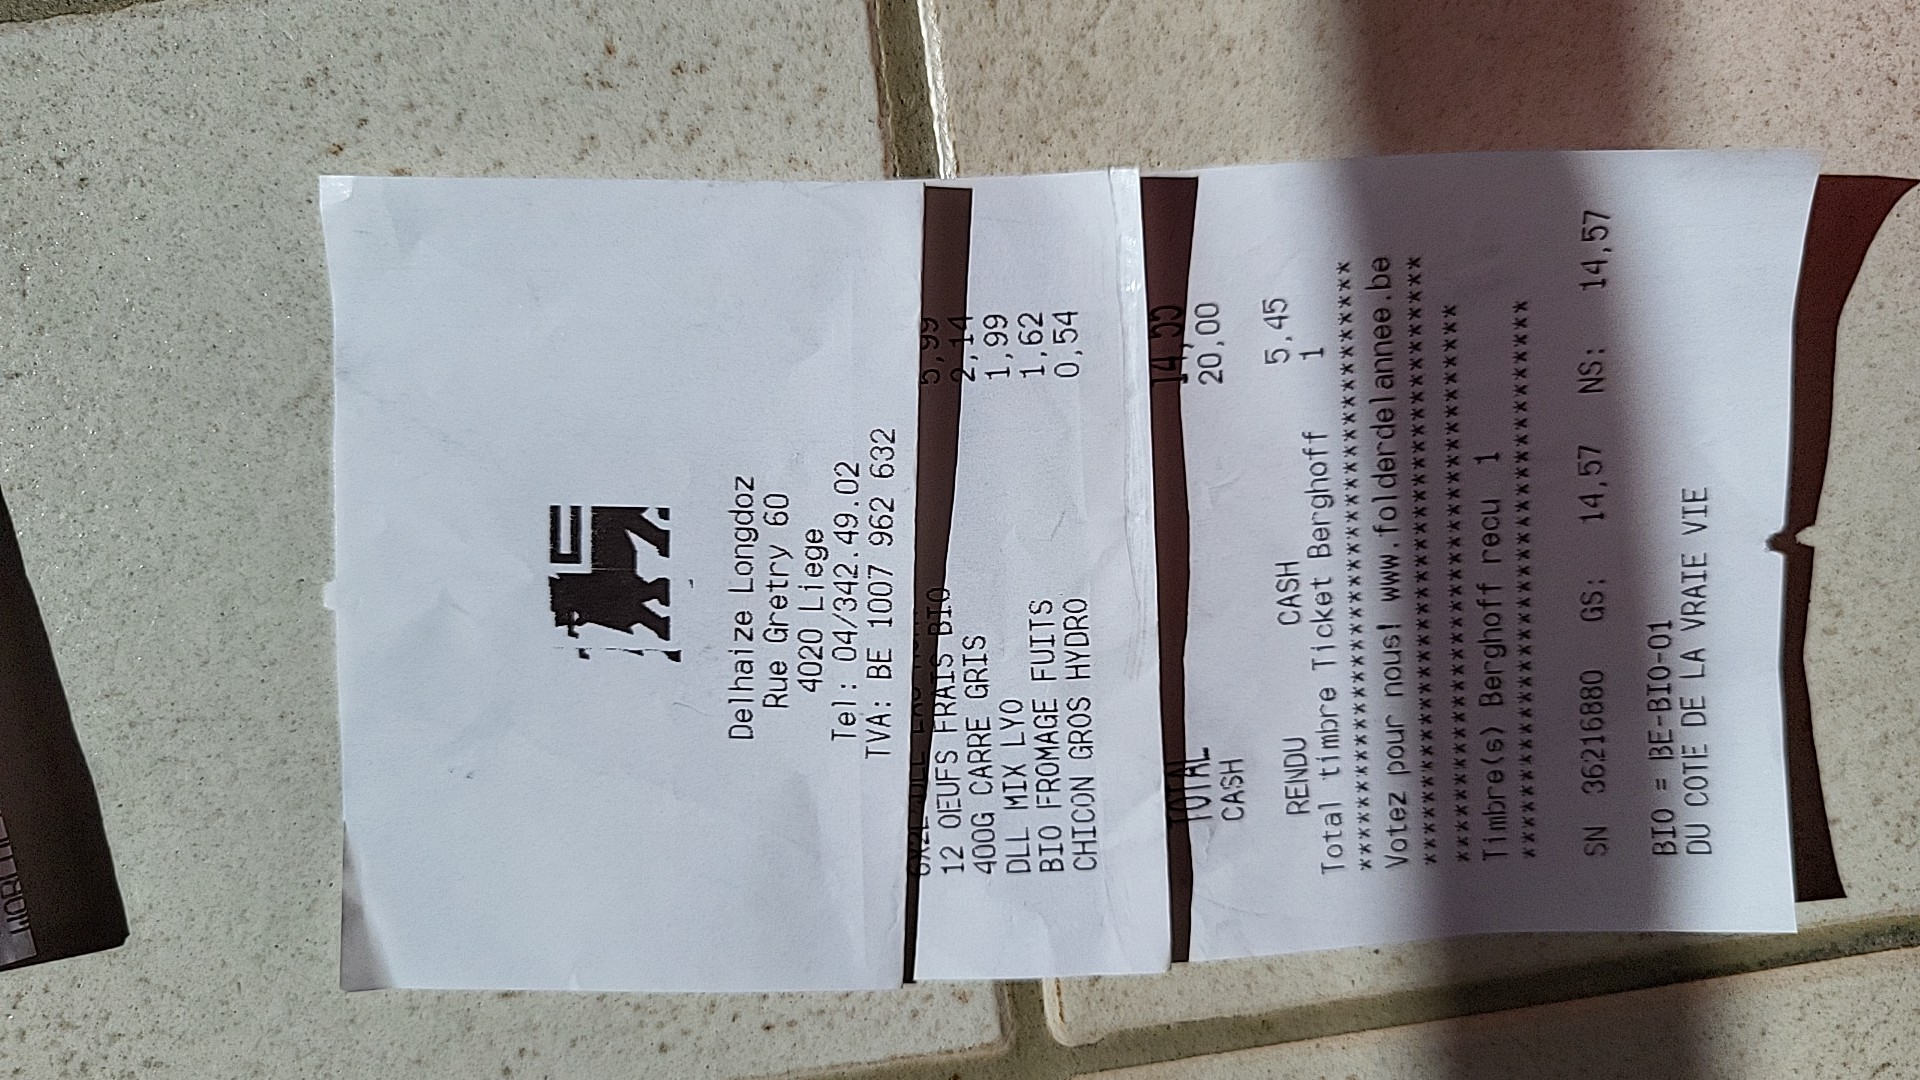 Delhaize Longdoz
Rue Gretry 60
4020 Liege
Tel: 04/342.49.02
TVA: BE 1007 962 632
12 OEUFS FRAIS BIO 5,99
400G CARRE GRIS 2,14
DLL MIX LYO 1,99
BIO FROMAGE FUITS 1,62
CHICON GROS HYDRO 0,54
TOTAL 14,55
CASH 20,00
RENDU CASH 5,45
Total timbre Ticket Berghoff 1
******************************
Votez pour nous! www.folderdelannee.be
******************************
****************************
Timbre(s) Berghoff recu 1
****************************
SN 36216880 GS: 14,57 NS: 14,57
BIO = BE-BIO-01
DU COTE DE LA VRAIE VIE